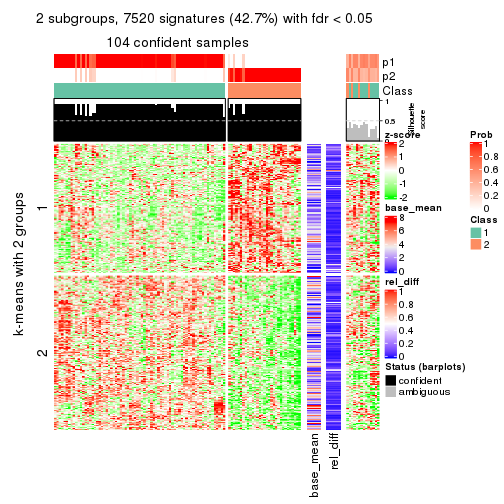 2 subgroups, 7520 signatures (42.7%) with fdr < 0.05
104 confident samples
p1
p2
Class
1
0.5
0
Silhouette
score
k-means with 2 groups
1
2
base_mean
rel_diff
z-score
2
1
0
-1
-2
base_mean
8
6
4
2
0
rel_diff
1
0.8
0.6
0.4
0.2
0
Status (barplots)
confident
ambiguous
Prob
1
0.8
0.6
0.4
0.2
0
Class
1
2